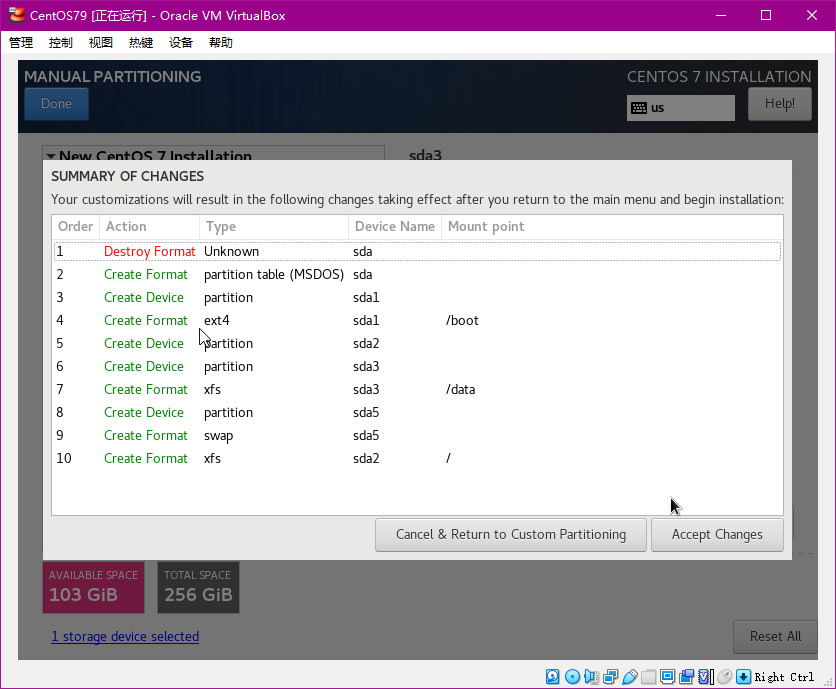 CentOS79 [正在运行] - Oracle VM VirtualBox
管理 控制 视图 热键 设备 帮助
MANUAL PARTITIONING
CENTOS 7 INSTALLATION
Done
us
Help!
New CentOS 7 Installation
sda3
SUMMARY OF CHANGES
Your customizations will result in the following changes taking effect after you return to the main menu and begin installation:
Order Action Type Device Name Mount point
1 Destroy Format Unknown sda
2 Create Format partition table (MSDOS) sda
3 Create Device partition sda1
4 Create Format ext4 sda1 /boot
5 Create Device partition sda2
6 Create Device partition sda3
7 Create Format xfs sda3 /data
8 Create Device partition sda5
9 Create Format swap sda5
10 Create Format xfs sda2 /
Cancel & Return to Custom Partitioning
Accept Changes
AVAILABLE SPACE
103 GiB
TOTAL SPACE
256 GiB
1 storage device selected
Reset All
Right Ctrl